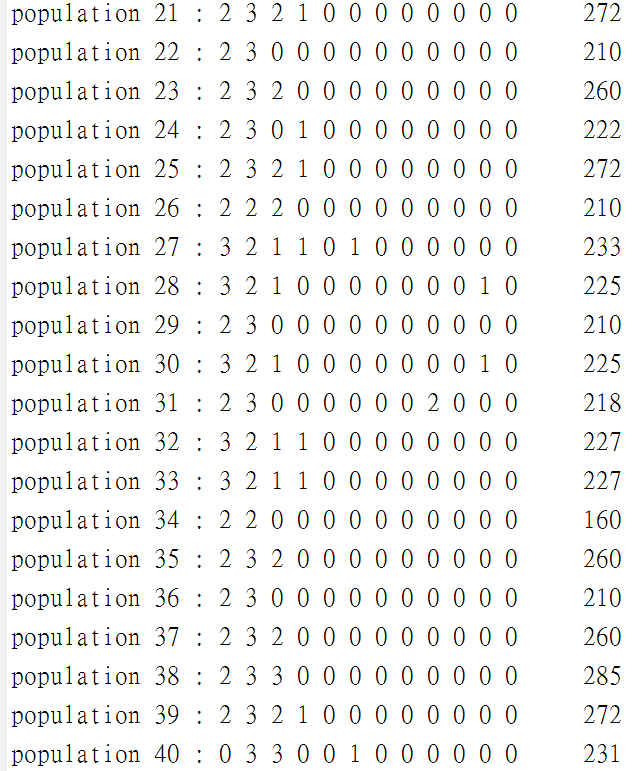 population 21 : 2 3 2 1 0 0 0 0 0 0 0 0 272
population 22 : 2 3 0 0 0 0 0 0 0 0 0 0 210
population 23 : 2 3 2 0 0 0 0 0 0 0 0 0 260
population 24 : 2 3 0 1 0 0 0 0 0 0 0 0 222
population 25 : 2 3 2 1 0 0 0 0 0 0 0 0 272
population 26 : 2 2 2 0 0 0 0 0 0 0 0 0 210
population 27 : 3 2 1 1 0 1 0 0 0 0 0 0 233
population 28 : 3 2 1 0 0 0 0 0 0 0 1 0 225
population 29 : 2 3 0 0 0 0 0 0 0 0 0 0 210
population 30 : 3 2 1 0 0 0 0 0 0 0 1 0 225
population 31 : 2 3 0 0 0 0 0 0 2 0 0 0 218
population 32 : 3 2 1 1 0 0 0 0 0 0 0 0 227
population 33 : 3 2 1 1 0 0 0 0 0 0 0 0 227
population 34 : 2 2 0 0 0 0 0 0 0 0 0 0 160
population 35 : 2 3 2 0 0 0 0 0 0 0 0 0 260
population 36 : 2 3 0 0 0 0 0 0 0 0 0 0 210
population 37 : 2 3 2 0 0 0 0 0 0 0 0 0 260
population 38 : 2 3 3 0 0 0 0 0 0 0 0 0 285
population 39 : 2 3 2 1 0 0 0 0 0 0 0 0 272
population 40 : 0 3 3 0 0 1 0 0 0 0 0 0 231